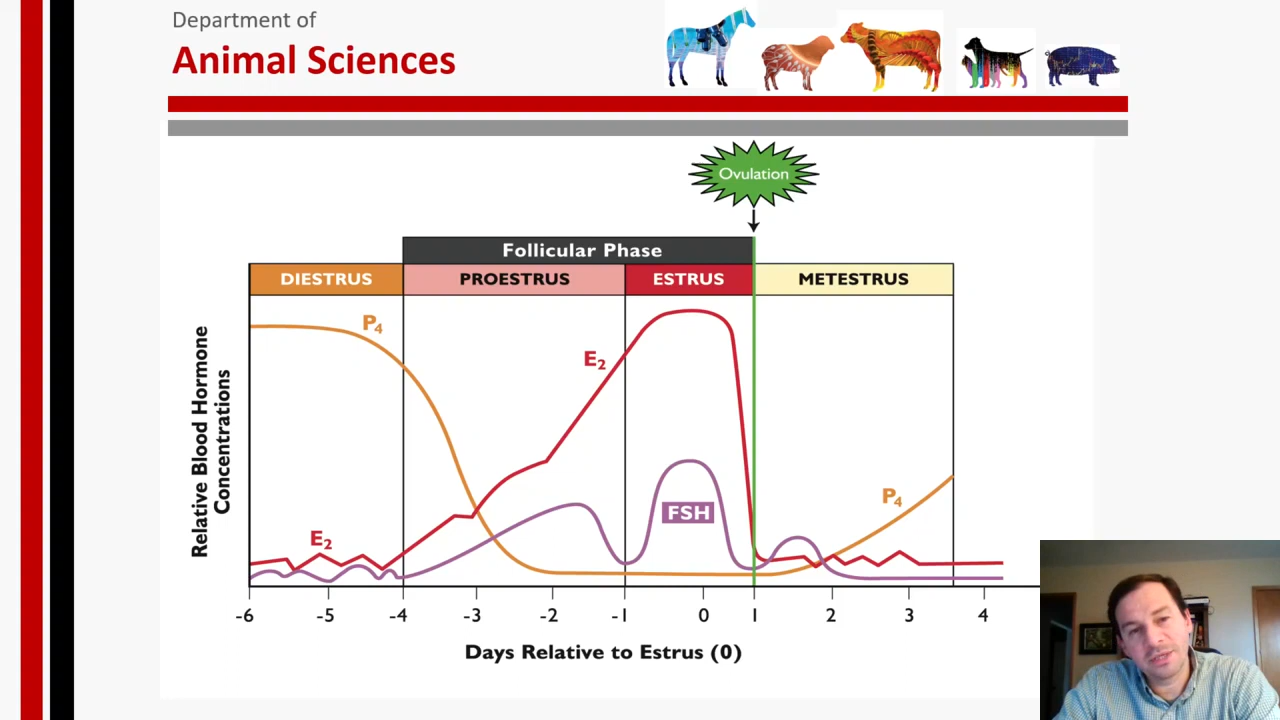 Department of
Animal Sciences
Ovulation
Follicular Phase
DIESTRUS
PROESTRUS
ESTRUS
METESTRUS
P4
E2
FSH
P4
E2
Relative Blood Hormone
Concentrations
-6
-5
-4
-3
-2
-1
0
1
2
3
4
Days Relative to Estrus (0)